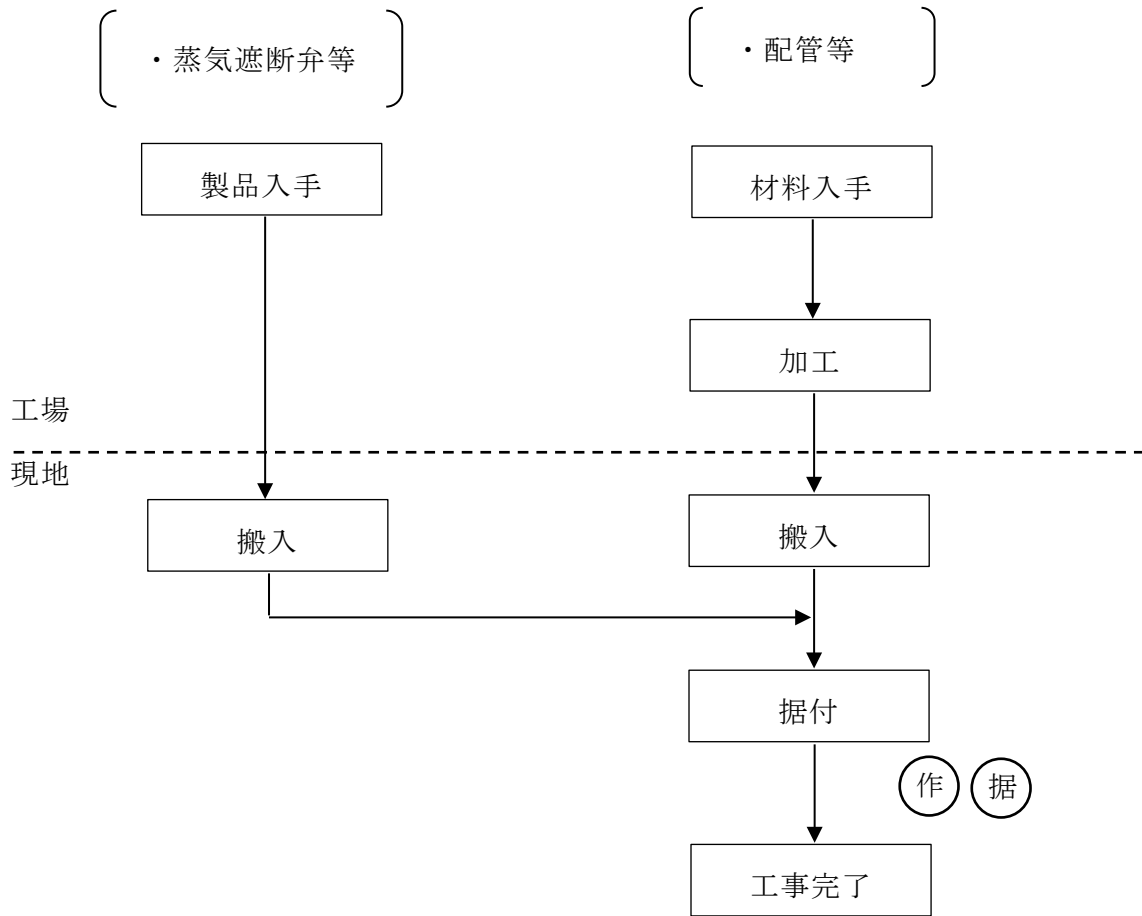 ・蒸気遮断弁等
・配管等
製品入手
材料入手
加工
工場
現地
搬入
搬入
据付
作 据
工事完了